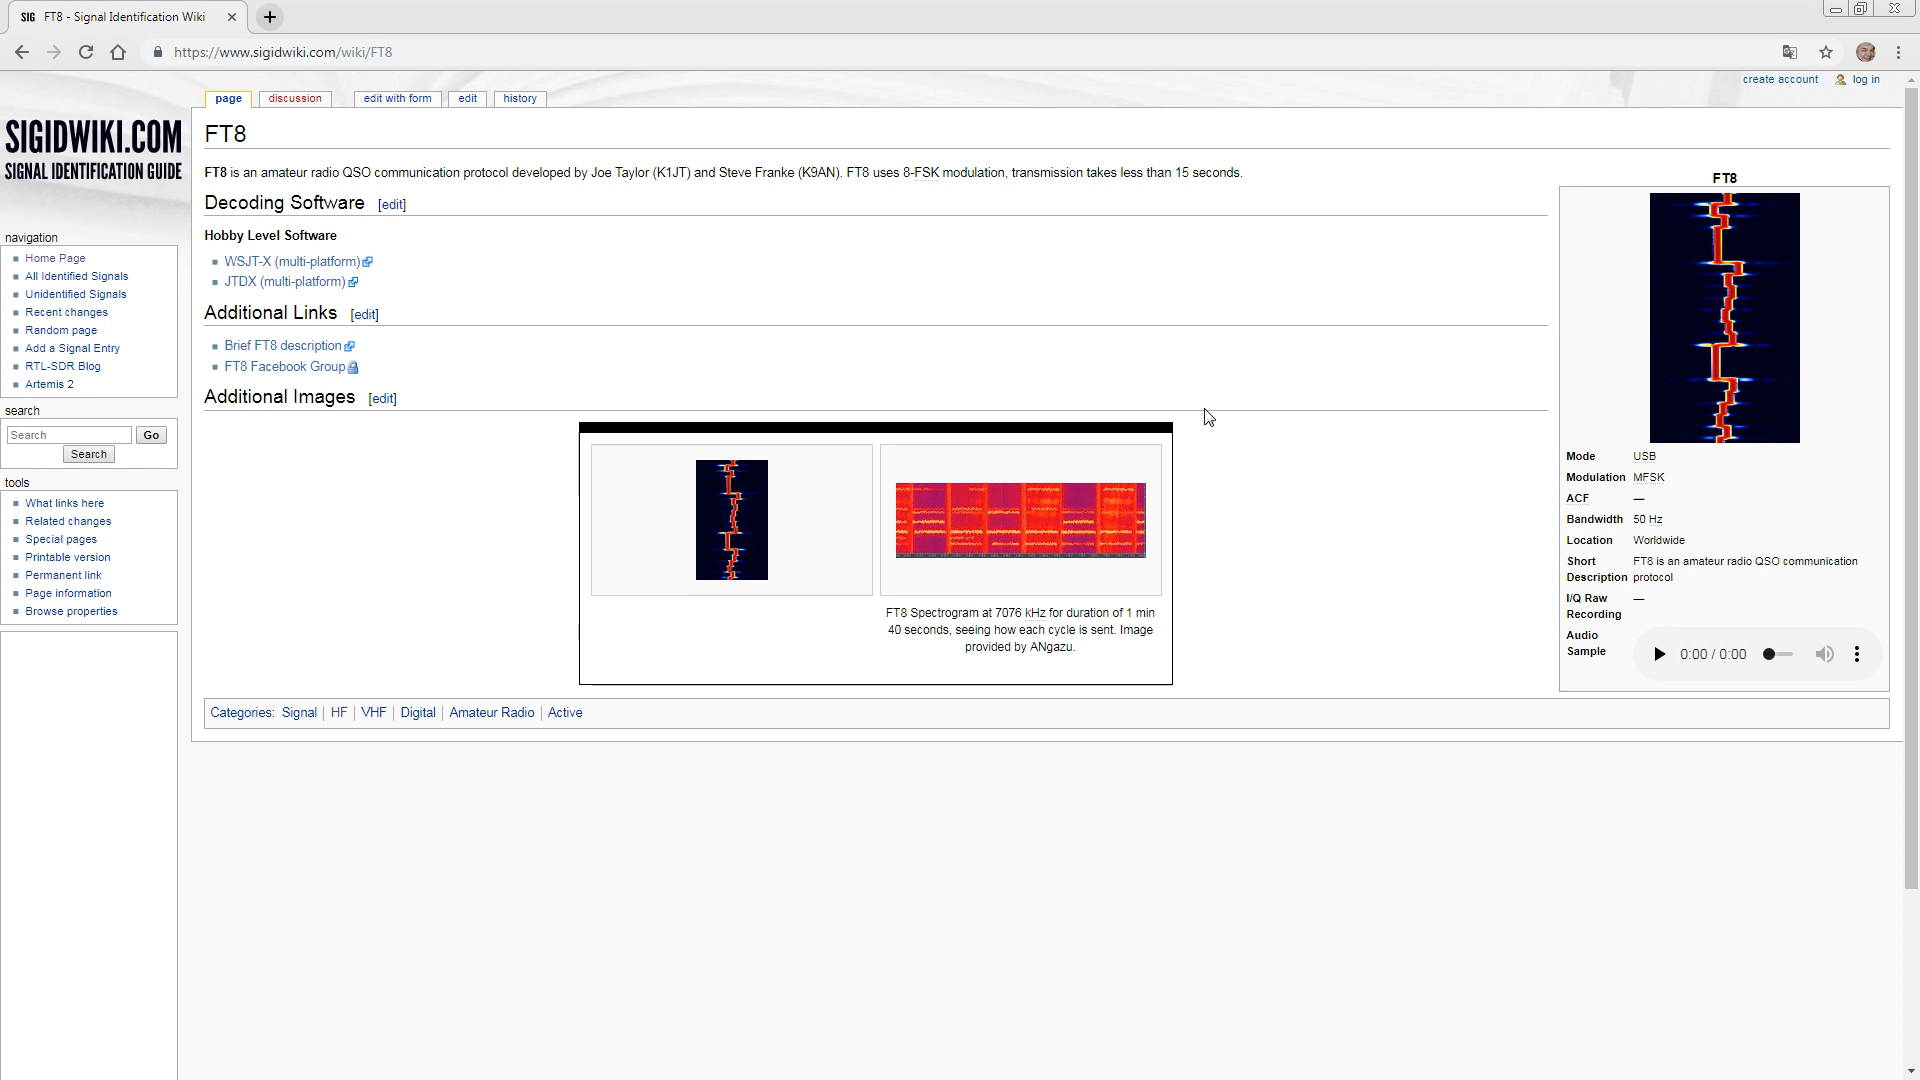 SIG FT8 - Signal Identification Wiki
https://www.sigidwiki.com/wiki/FT8
create account log in
page discussion edit with form edit history
SIGIDWIKI.COM
SIGNAL IDENTIFICATION GUIDE
navigation
Home Page
All Identified Signals
Unidentified Signals
Recent changes
Random page
Add a Signal Entry
RTL-SDR Blog
Artemis 2
search
Search Go
Search
tools
What links here
Related changes
Special pages
Printable version
Permanent link
Page information
Browse properties
FT8
FT8 is an amateur radio QSO communication protocol developed by Joe Taylor (K1JT) and Steve Franke (K9AN). FT8 uses 8-FSK modulation, transmission takes less than 15 seconds.
Decoding Software [edit]
Hobby Level Software
WSJT-X (multi-platform)
JTDX (multi-platform)
Additional Links [edit]
Brief FT8 description
FT8 Facebook Group
Additional Images [edit]
FT8 Spectrogram at 7076 kHz for duration of 1 min
40 seconds, seeing how each cycle is sent. Image
provided by ANgazu.
FT8
Mode USB
Modulation MFSK
ACF —
Bandwidth 50 Hz
Location Worldwide
Short FT8 is an amateur radio QSO communication
Description protocol
I/Q Raw —
Recording
Audio
Sample
0:00 / 0:00
Categories: Signal | HF | VHF | Digital | Amateur Radio | Active